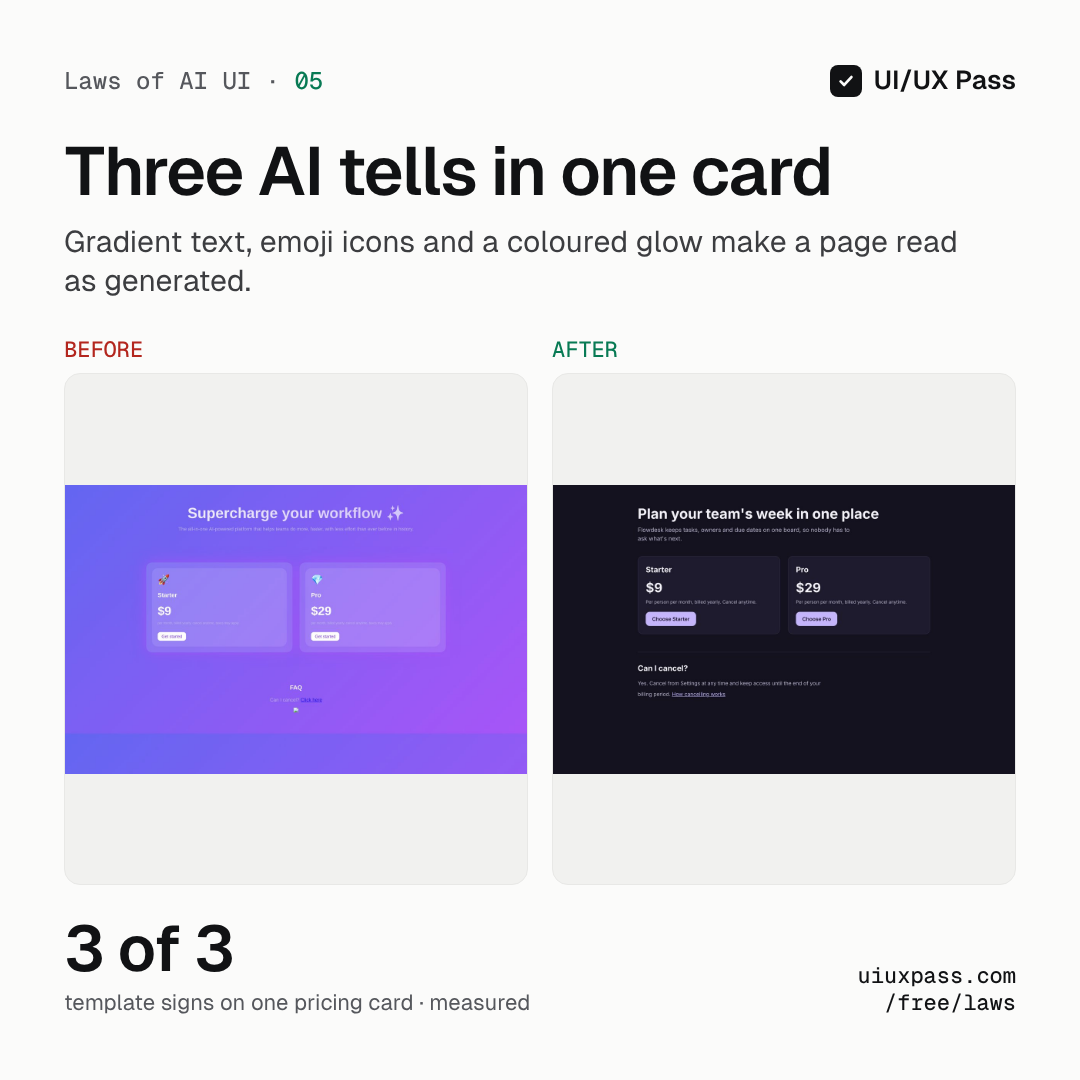 Laws of AI UI · 05
UI/UX Pass
Three AI tells in one card
Gradient text, emoji icons and a coloured glow make a page read
as generated.
BEFORE
AFTER
Supercharge your workflow ✨
🚀
Starter
$9
Get Started
💎
Pro
$29
Get Started
FAQ
Can I cancel? Click here
Plan your team's week in one place
Flowdesk keeps tasks, owners and due dates on one board, so nobody has to
ask what's next.
Starter
$9
Per person per month, billed yearly. Cancel anytime.
Choose Starter
Pro
$29
Per person per month, billed yearly. Cancel anytime.
Choose Pro
Can I cancel?
Yes. Cancel from Settings at any time and keep access until the end of your
billing period. How cancelling works
3 of 3
template signs on one pricing card · measured
uiuxpass.com
/free/laws